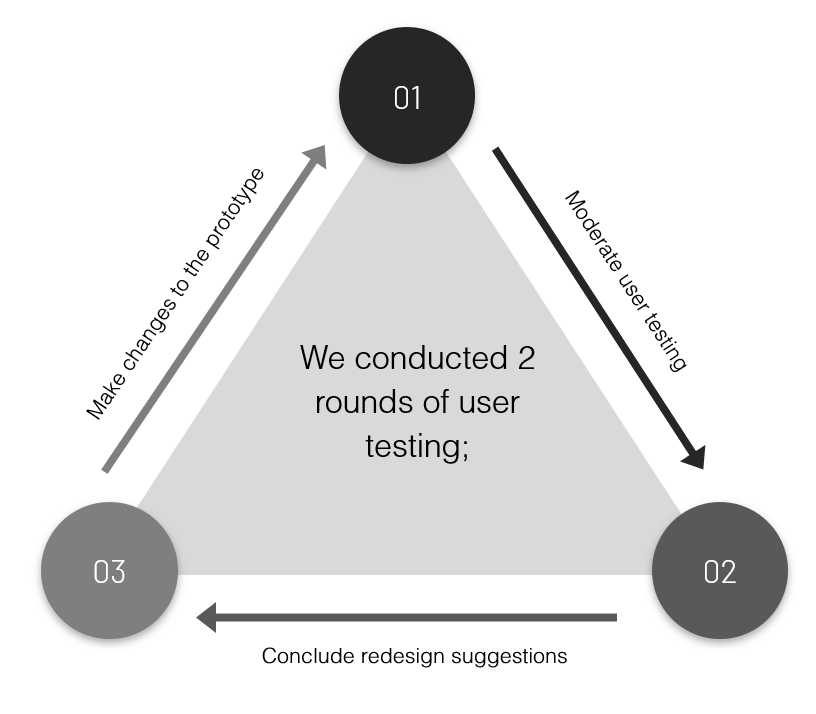 01
Moderate user testing
Make changes to the prototype
We conducted 2
rounds of user
testing;
03
02
Conclude redesign suggestions